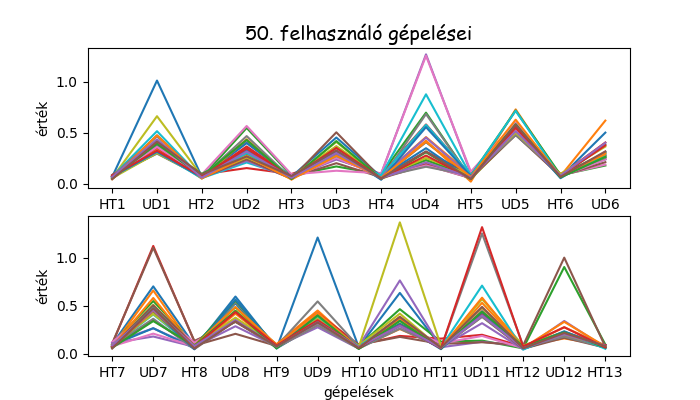 50. felhasználó gépelései
érték
1.0
0.5
0.0
HT1 UD1 HT2 UD2 HT3 UD3 HT4 UD4 HT5 UD5 HT6 UD6
érték
1.0
0.5
0.0
HT7 UD7 HT8 UD8 HT9 UD9 HT10 UD10 HT11 UD11 HT12 UD12 HT13
gépelések